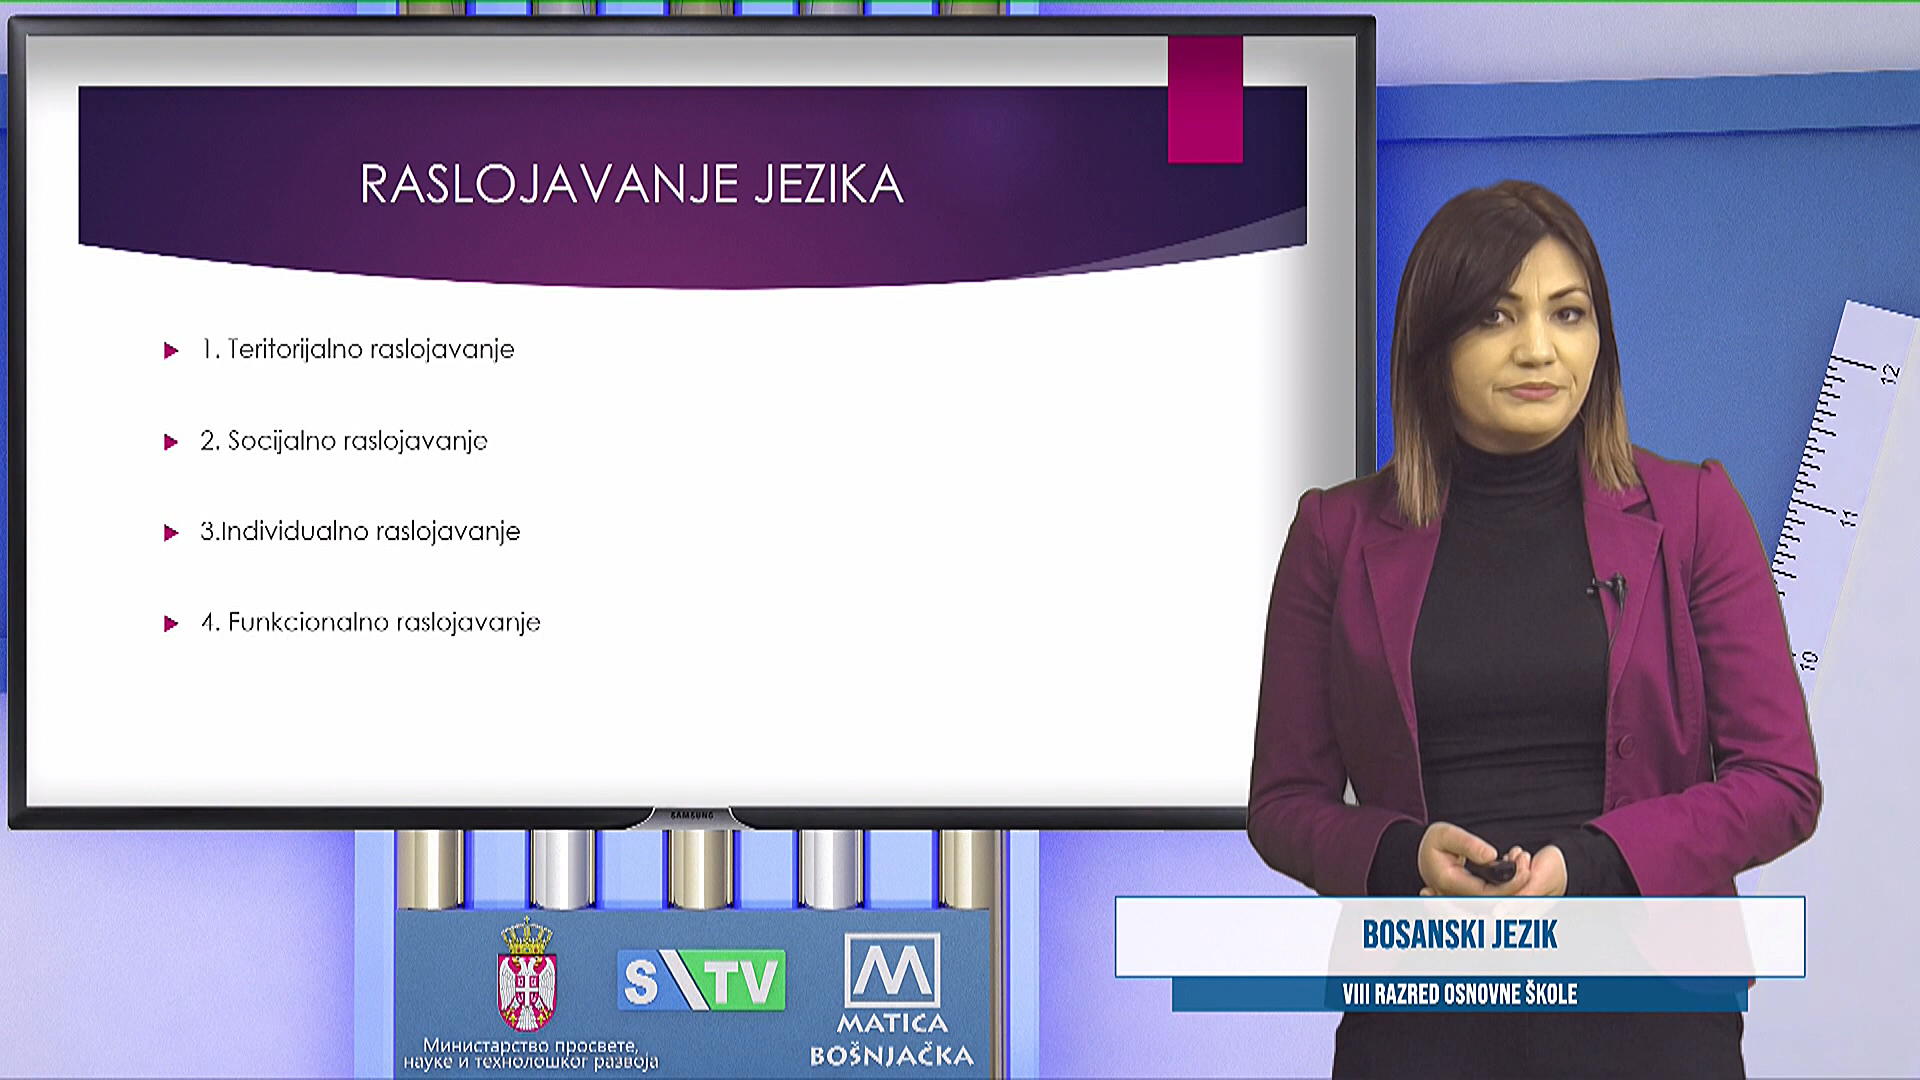 RASLOJAVANJE JEZIKA
1. Teritorijalno raslojavanje
2. Socijalno raslojavanje
3.Individualno raslojavanje
4. Funkcionalno raslojavanje
SAMSUNG
12
11
10
BOSANSKI JEZIK
VIII RAZRED OSNOVNE ŠKOLE
S TV
M
MATICA
BOŠNJAČKA
Министарство просвете,
науке и технолошког развоја